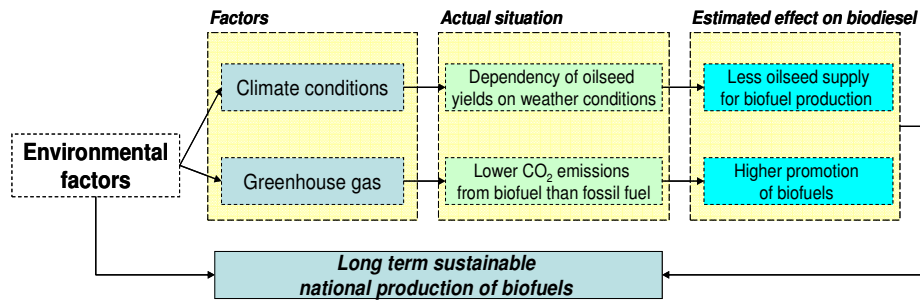 Factors
Actual situation
Estimated effect on biodiesel
Climate conditions
Dependency of oilseed
yields on weather conditions
Less oilseed supply
for biofuel production
Environmental
factors
Greenhouse gas
Lower CO₂ emissions
from biofuel than fossil fuel
Higher promotion
of biofuels
Long term sustainable
national production of biofuels